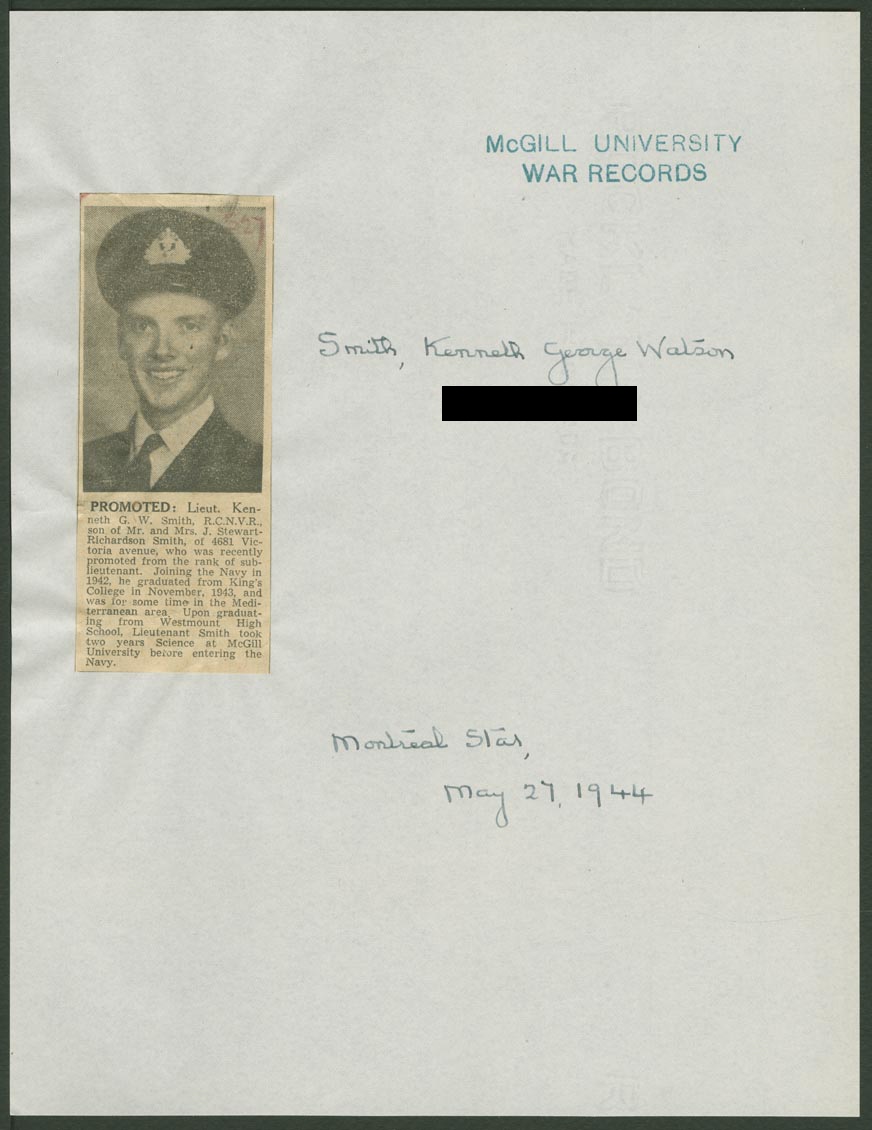 McGILL UNIVERSITY
WAR RECORDS
527
Smith, Kenneth George Watson
PROMOTED: Lieut. Ken-
neth G. W. Smith, R.C.N.V.R.,
son of Mr. and Mrs. J. Stewart-
Richardson Smith, of 4681 Vic-
toria avenue, who was recently
promoted from the rank of sub-
lieutenant. Joining the Navy in
1942, he graduated from King's
College in November, 1943, and
was for some time in the Medi-
terranean area. Upon graduat-
ing from Westmount High
School, Lieutenant Smith took
two years Science at McGill
University before entering the
Navy.
Montreal Star,
May 27, 1944